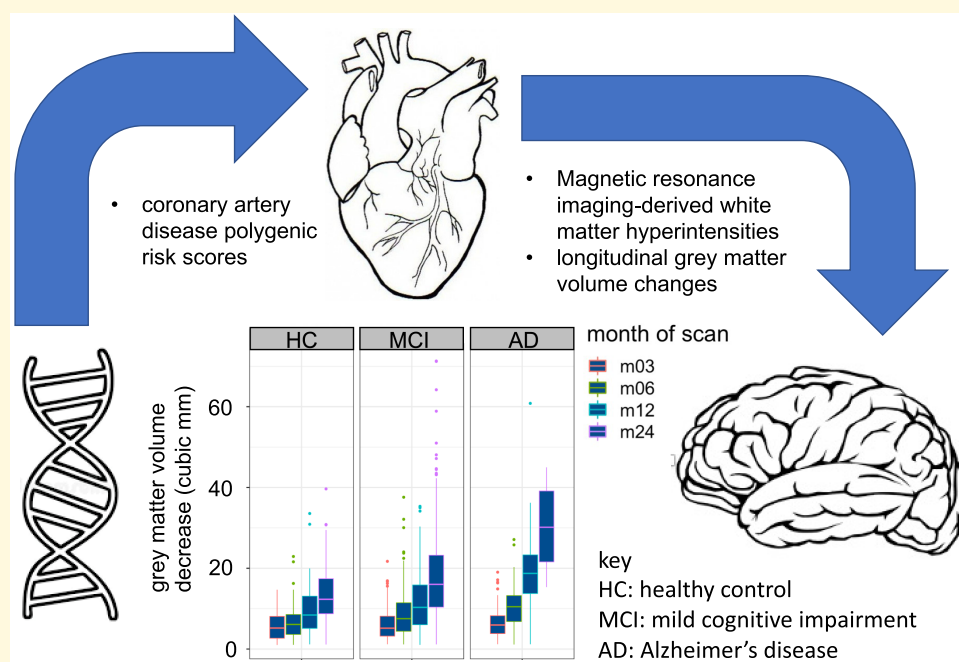 • coronary artery
disease polygenic
risk scores
• Magnetic resonance
imaging-derived white
matter hyperintensities
• longitudinal grey matter
volume changes
HC MCI AD
grey matter volume
decrease (cubic mm)
60
40
20
0
month of scan
m03
m06
m12
m24
key
HC: healthy control
MCI: mild cognitive impairment
AD: Alzheimer’s disease